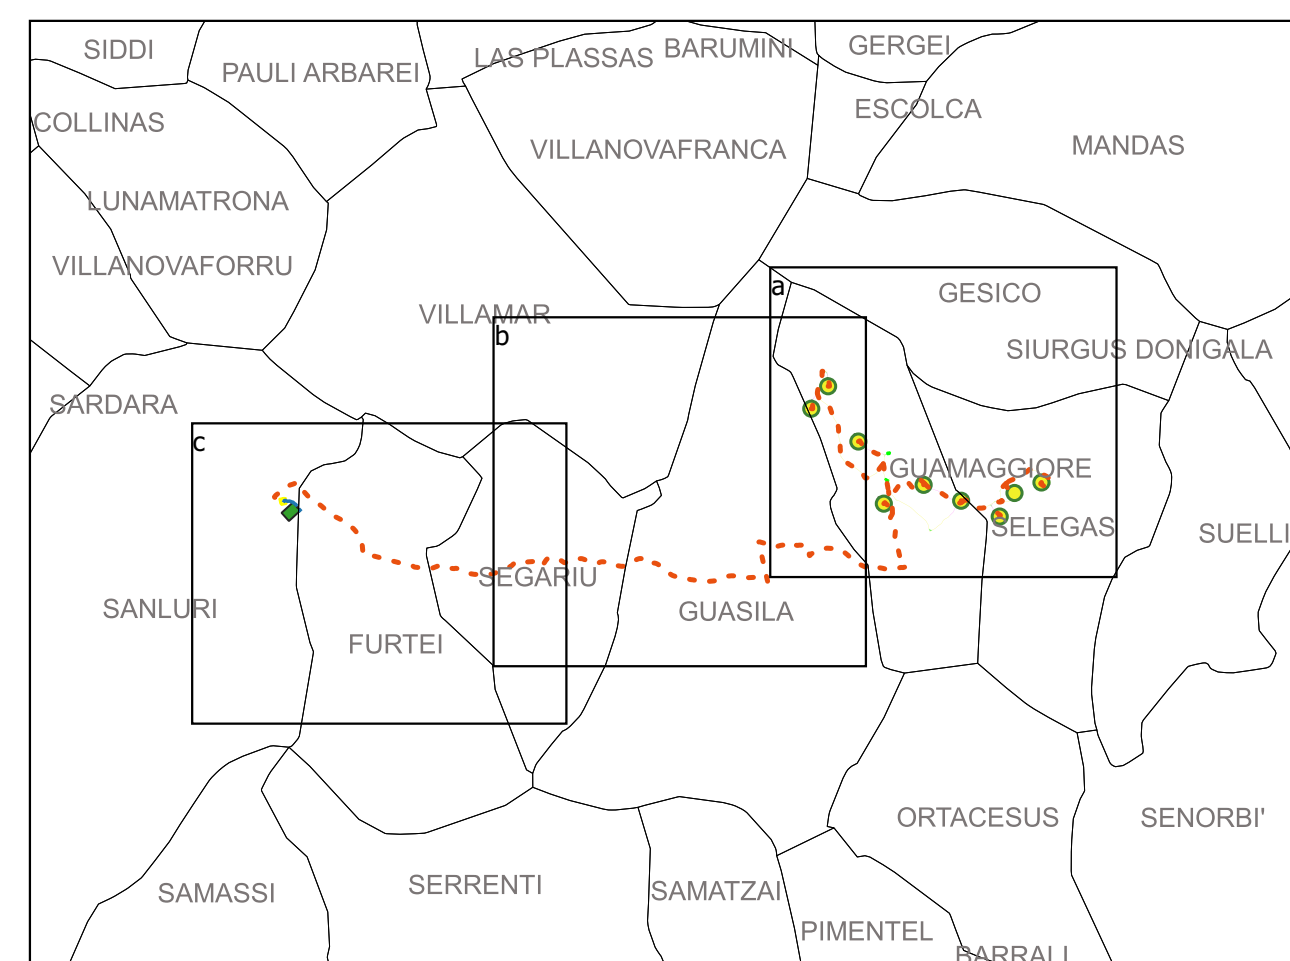 SIDDI
PAULI ARBAREI
LAS PLASSAS
BARUMINI
GERGEI
COLLINAS
ESCOLCA
VILLANOVAFRANCA
MANDAS
LUNAMATRONA
VILLANOVAFORRU
a
GESICO
VILLAMAR
b
SIURGUS DONIGALA
SARDARA
c
GUAMAGGIORE
SELEGAS
SUELLI
SEGARIU
SANLURI
GUASILA
FURTEI
ORTACESUS
SENORBI'
SAMASSI
SERRENTI
SAMATZAI
PIMENTEL
BARRALI